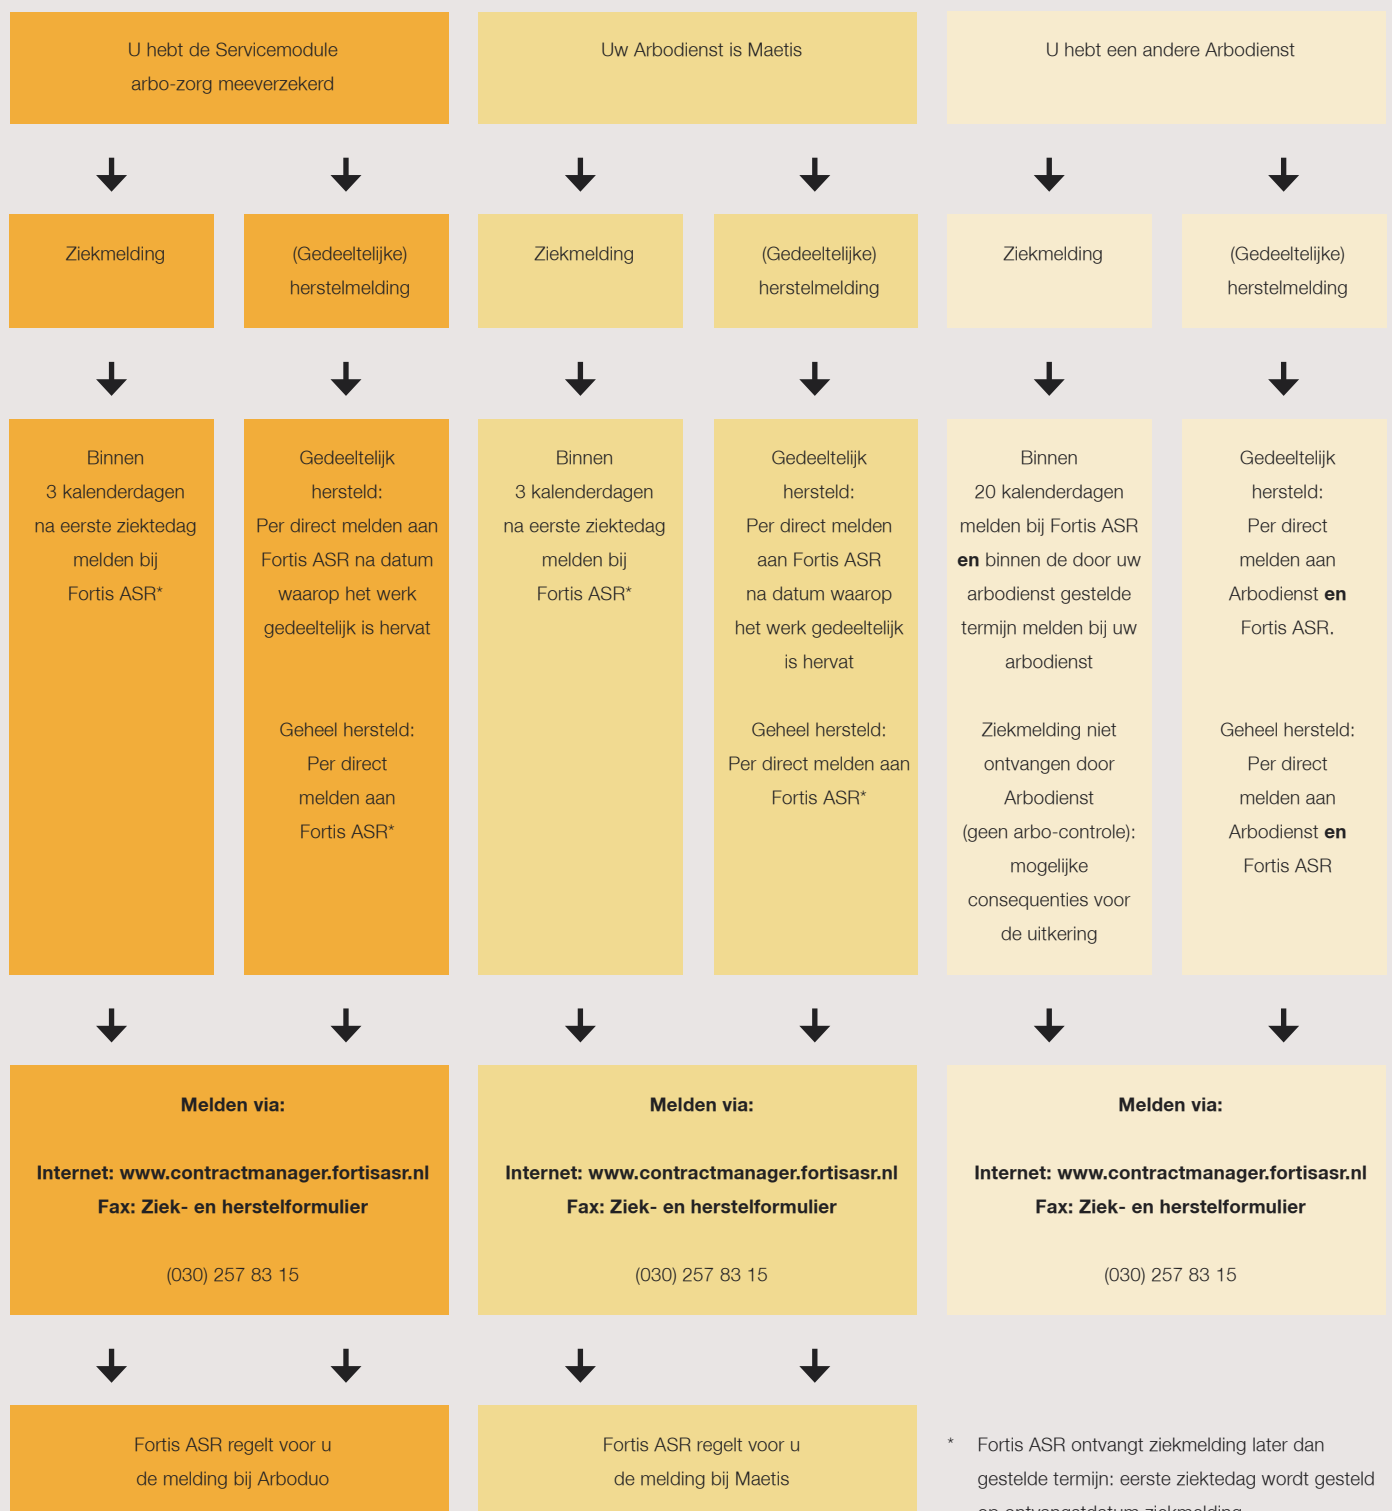 U hebt de Servicemodule
arbo-zorg meeverzekerd
Uw Arbodienst is Maetis
U hebt een andere Arbodienst
Ziekmelding
(Gedeeltelijke)
herstelmelding
Ziekmelding
(Gedeeltelijke)
herstelmelding
Ziekmelding
(Gedeeltelijke)
herstelmelding
Binnen
3 kalenderdagen
na eerste ziektedag
melden bij
Fortis ASR*
Gedeeltelijk
hersteld:
Per direct melden aan
Fortis ASR na datum
waarop het werk
gedeeltelijk is hervat
Geheel hersteld:
Per direct
melden aan
Fortis ASR*
Binnen
3 kalenderdagen
na eerste ziektedag
melden bij
Fortis ASR*
Gedeeltelijk
hersteld:
Per direct melden
aan Fortis ASR
na datum waarop
het werk gedeeltelijk
is hervat
Geheel hersteld:
Per direct melden aan
Fortis ASR*
Binnen
20 kalenderdagen
melden bij Fortis ASR
en binnen de door uw
arbodienst gestelde
termijn melden bij uw
arbodienst
Ziekmelding niet
ontvangen door
Arbodienst
(geen arbo-controle):
mogelijke
consequenties voor
de uitkering
Gedeeltelijk
hersteld:
Per direct
melden aan
Arbodienst en
Fortis ASR.
Geheel hersteld:
Per direct
melden aan
Arbodienst en
Fortis ASR
Melden via:
Internet: www.contractmanager.fortisasr.nl
Fax: Ziek- en herstelformulier
(030) 257 83 15
Melden via:
Internet: www.contractmanager.fortisasr.nl
Fax: Ziek- en herstelformulier
(030) 257 83 15
Melden via:
Internet: www.contractmanager.fortisasr.nl
Fax: Ziek- en herstelformulier
(030) 257 83 15
Fortis ASR regelt voor u
de melding bij Arboduo
Fortis ASR regelt voor u
de melding bij Maetis
* Fortis ASR ontvangt ziekmelding later dan
gestelde termijn: eerste ziektedag wordt gesteld
op ontvangstdatum ziekmelding